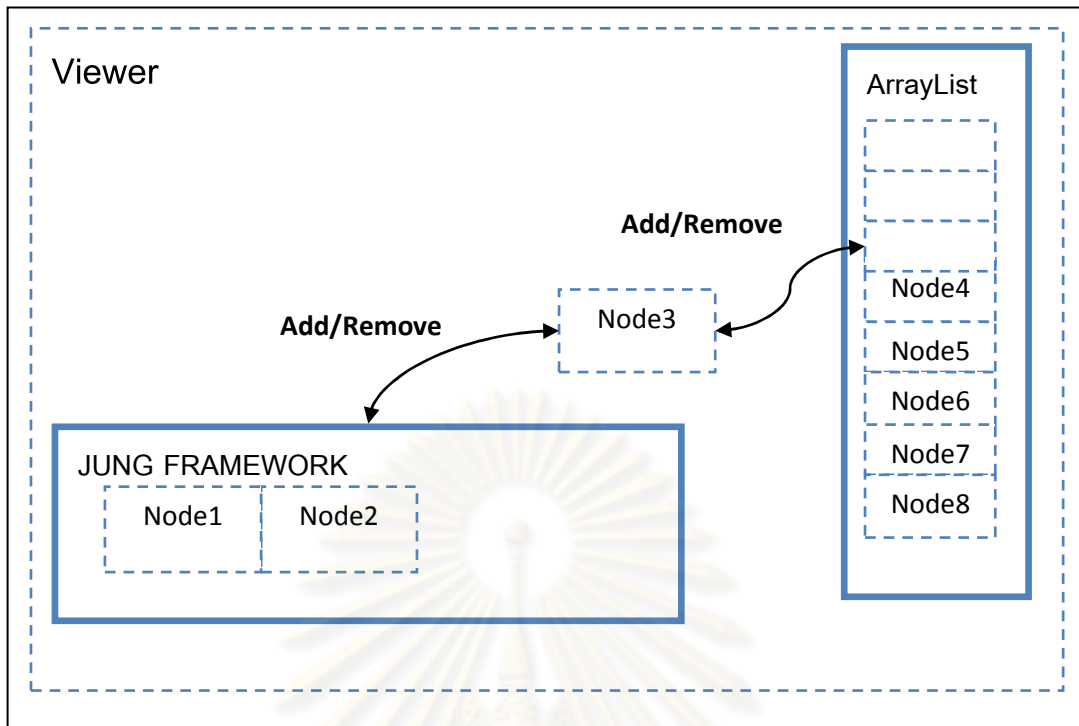 Viewer
ArrayList
Add/Remove
Node4
Node3
Add/Remove
Node5
Node6
JUNG FRAMEWORK
Node7
Node1
Node2
Node8